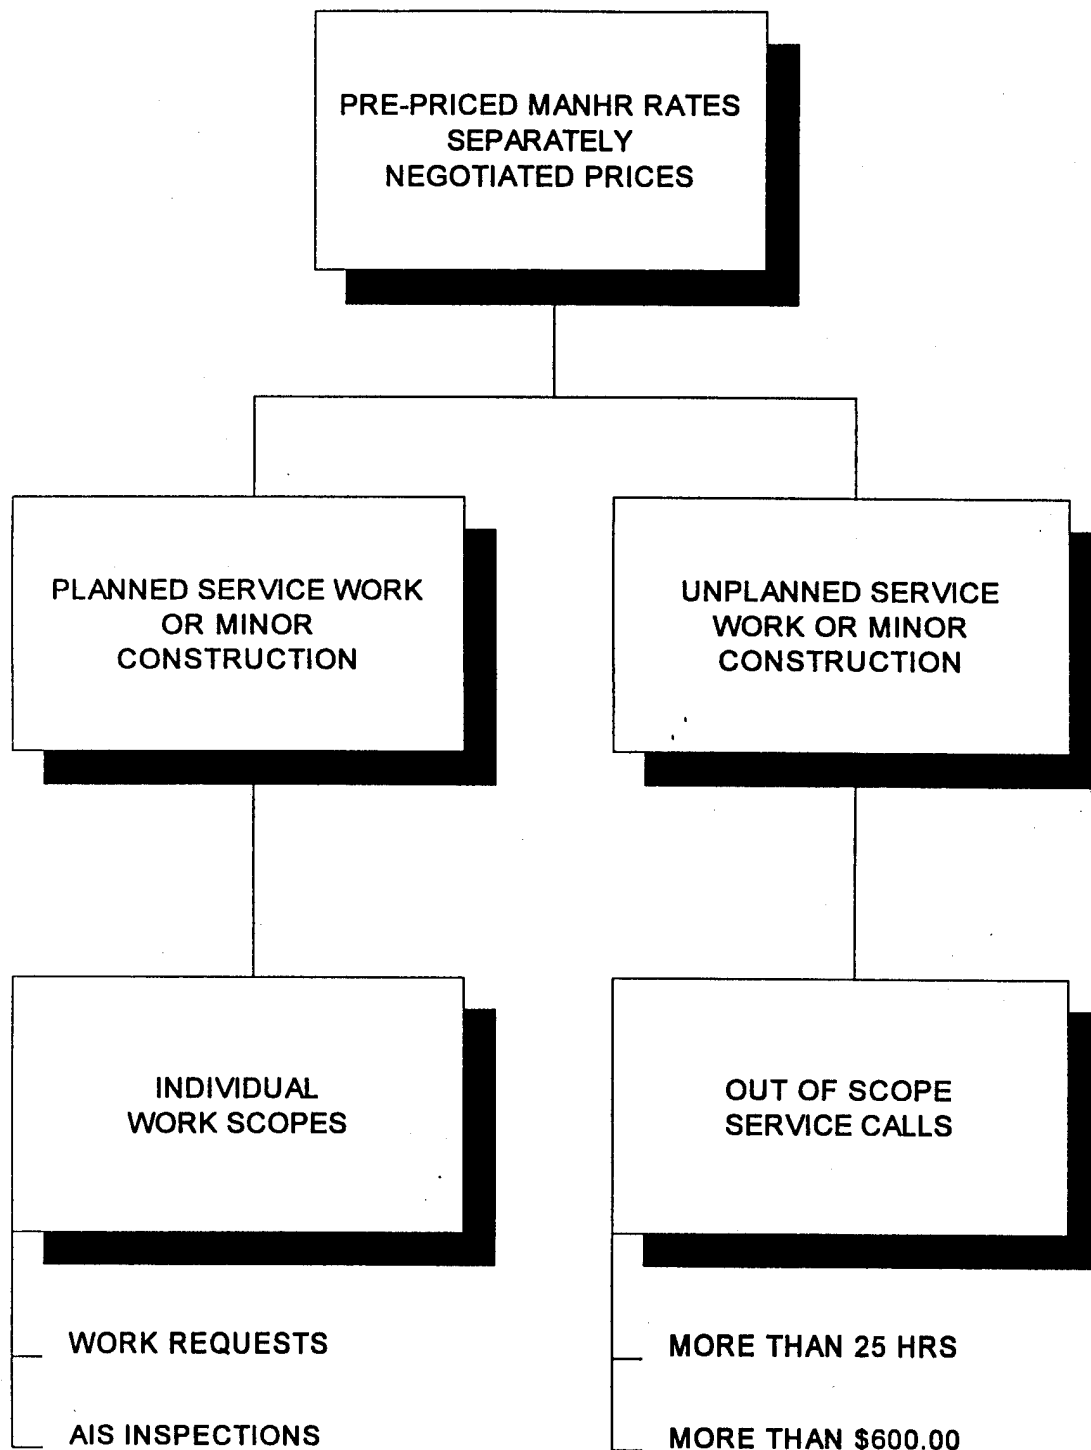 PRE-PRICED MANHR RATES
SEPARATELY
NEGOTIATED PRICES
PLANNED SERVICE WORK
OR MINOR
CONSTRUCTION
UNPLANNED SERVICE
WORK OR MINOR
CONSTRUCTION
INDIVIDUAL
WORK SCOPES
OUT OF SCOPE
SERVICE CALLS
WORK REQUESTS
AIS INSPECTIONS
MORE THAN 25 HRS
MORE THAN $600.00